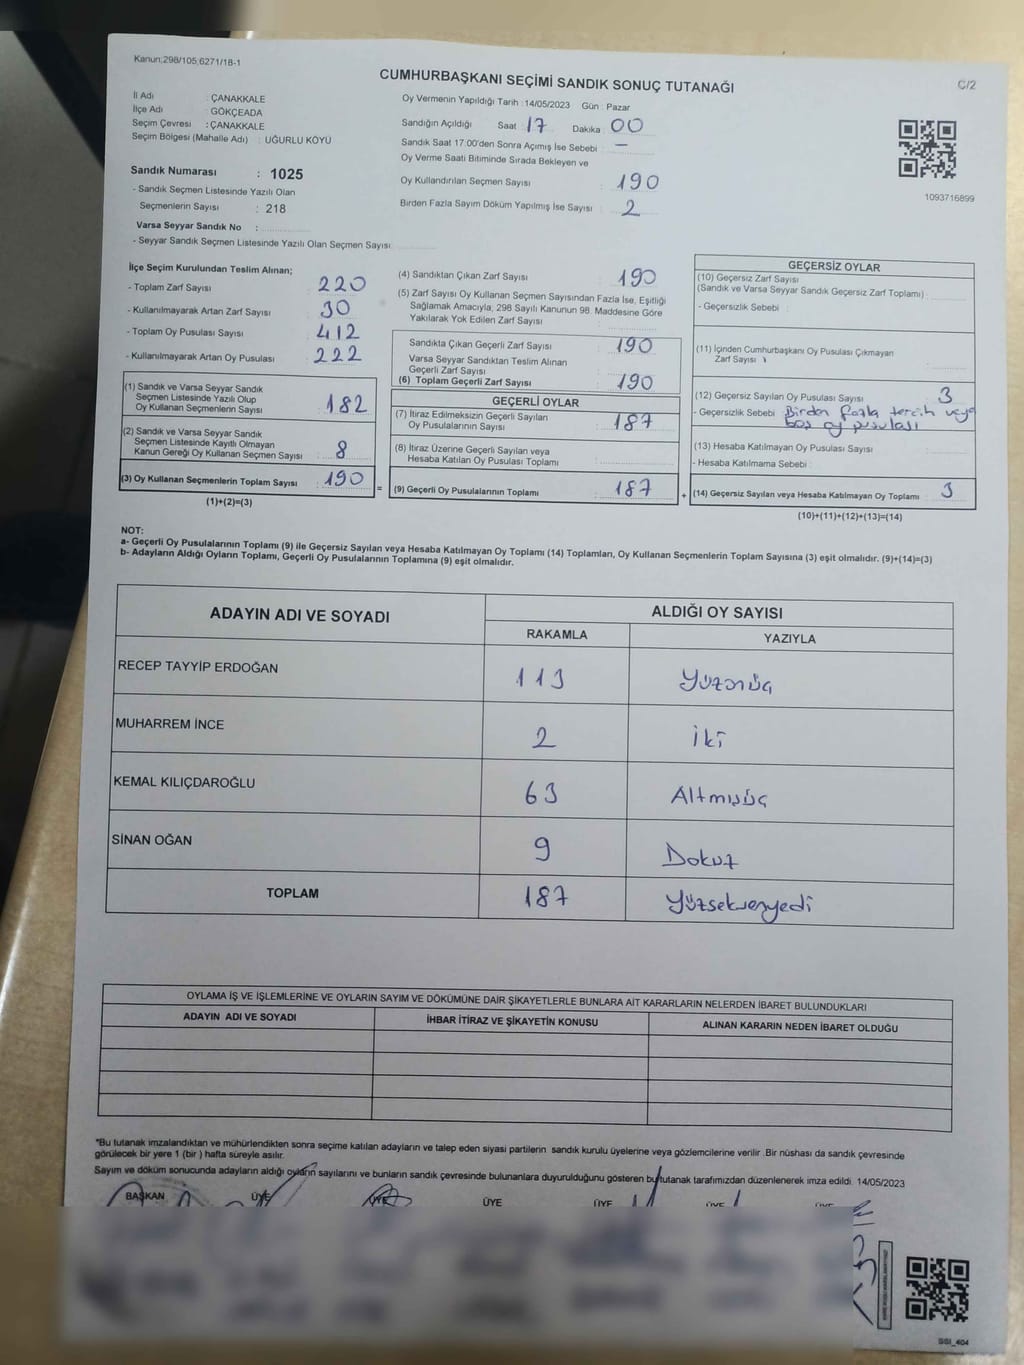 Kanun:298/105,6271/18-1
CUMHURBAŞKANI SEÇİMİ SANDIK SONUÇ TUTANAĞI
C/2
İl Adı : ÇANAKKALE
İlçe Adı : GÖKÇEADA
Seçim Çevresi : ÇANAKKALE
Seçim Bölgesi (Mahalle Adı) : UĞURLU KÖYÜ
Sandık Numarası : 1025
- Sandık Seçmen Listesinde Yazılı Olan
Seçmenlerin Sayısı : 218
Varsa Seyyar Sandık No :
- Seyyar Sandık Seçmen Listesinde Yazılı Olan Seçmen Sayısı
Oy Vermenin Yapıldığı Tarih : 14/05/2023 Gün : Pazar
Sandığın Açıldığı Saat 17 Dakika 00
Sandık Saat 17:00'den Sonra Açımış İse Sebebi : —
Oy Verme Saati Bitiminde Sırada Bekleyen ve
Oy Kullandırılan Seçmen Sayısı : 190
Birden Fazla Sayım Döküm Yapılmış İse Sayısı : 2
1093716899
İlçe Seçim Kurulundan Teslim Alınan;
- Toplam Zarf Sayısı : 220
- Kullanılmayarak Artan Zarf Sayısı : 30
- Toplam Oy Pusulası Sayısı : 412
- Kullanılmayarak Artan Oy Pusulası : 222
(1) Sandık ve Varsa Seyyar Sandık
Seçmen Listesinde Yazılı Olup
Oy Kullanan Seçmenlerin Sayısı : 182
(2) Sandık ve Varsa Seyyar Sandık
Seçmen Listesinde Kayıtlı Olmayan
Kanun Gereği Oy Kullanan Seçmen Sayısı : 8
(3) Oy Kullanan Seçmenlerin Toplam Sayısı : 190
(1)+(2)=(3)
=
(4) Sandıktan Çıkan Zarf Sayısı : 190
(5) Zarf Sayısı Oy Kullanan Seçmen Sayısından Fazla İse, Eşitliği
Sağlamak Amacıyla, 298 Sayılı Kanunun 98. Maddesine Göre
Yakılarak Yok Edilen Zarf Sayısı :
Sandıkta Çıkan Geçerli Zarf Sayısı : 190
Varsa Seyyar Sandıktan Teslim Alınan
Geçerli Zarf Sayısı :
(6) Toplam Geçerli Zarf Sayısı : 190
GEÇERLİ OYLAR
(7) İtiraz Edilmeksizin Geçerli Sayılan
Oy Pusulalarının Sayısı : 187
(8) İtiraz Üzerine Geçerli Sayılan veya
Hesaba Katılan Oy Pusulası Toplamı :
(9) Geçerli Oy Pusulalarının Toplamı : 187
+
GEÇERSİZ OYLAR
(10) Geçersiz Zarf Sayısı
(Sandık ve Varsa Seyyar Sandık Geçersiz Zarf Toplamı) :
- Geçersizlik Sebebi :
(11) İçinden Cumhurbaşkanı Oy Pusulası Çıkmayan
Zarf Sayısı :
(12) Geçersiz Sayılan Oy Pusulası Sayısı : 3
- Geçersizlik Sebebi : Birden fazla tercih veya
boş oy pusulası
(13) Hesaba Katılmayan Oy Pusulası Sayısı :
- Hesaba Katılmama Sebebi :
(14) Geçersiz Sayılan veya Hesaba Katılmayan Oy Toplamı : 3
(10)+(11)+(12)+(13)=(14)
NOT:
a- Geçerli Oy Pusulalarının Toplamı (9) ile Geçersiz Sayılan veya Hesaba Katılmayan Oy Toplamı (14) Toplamları, Oy Kullanan Seçmenlerin Toplam Sayısına (3) eşit olmalıdır. (9)+(14)=(3)
b- Adayların Aldığı Oyların Toplamı, Geçerli Oy Pusulalarının Toplamına (9) eşit olmalıdır.
ADAYIN ADI VE SOYADI
ALDIĞI OY SAYISI
RAKAMLA YAZIYLA
RECEP TAYYİP ERDOĞAN 113 Yüzonüç
MUHARREM İNCE 2 İki
KEMAL KILIÇDAROĞLU 63 Altmışüç
SİNAN OĞAN 9 Dokuz
TOPLAM 187 Yüzseksenyedi
OYLAMA İŞ VE İŞLEMLERİNE VE OYLARIN SAYIM VE DÖKÜMÜNE DAİR ŞİKAYETLERLE BUNLARA AİT KARARLARIN NELERDEN İBARET BULUNDUKLARI
ADAYIN ADI VE SOYADI İHBAR İTİRAZ VE ŞİKAYETİN KONUSU ALINAN KARARIN NEDEN İBARET OLDUĞU
*Bu tutanak imzalandıktan ve mühürlendikten sonra seçime katılan adayların ve talep eden siyasi partilerin sandık kurulu üyelerine veya gözlemcilerine verilir .Bir nüshası da sandık çevresinde
görülecek bir yere 1 (bir ) hafta süreyle asılır.
Sayım ve döküm sonucunda adayların aldığı oyların sayılarını ve bunların sandık çevresinde bulunanlara duyurulduğunu gösteren bu tutanak tarafımızdan düzenlenerek imza edildi. 14/05/2023
BAŞKAN ÜYE ÜYE ÜYE ÜYE ÜYE ÜYE
SSI_404